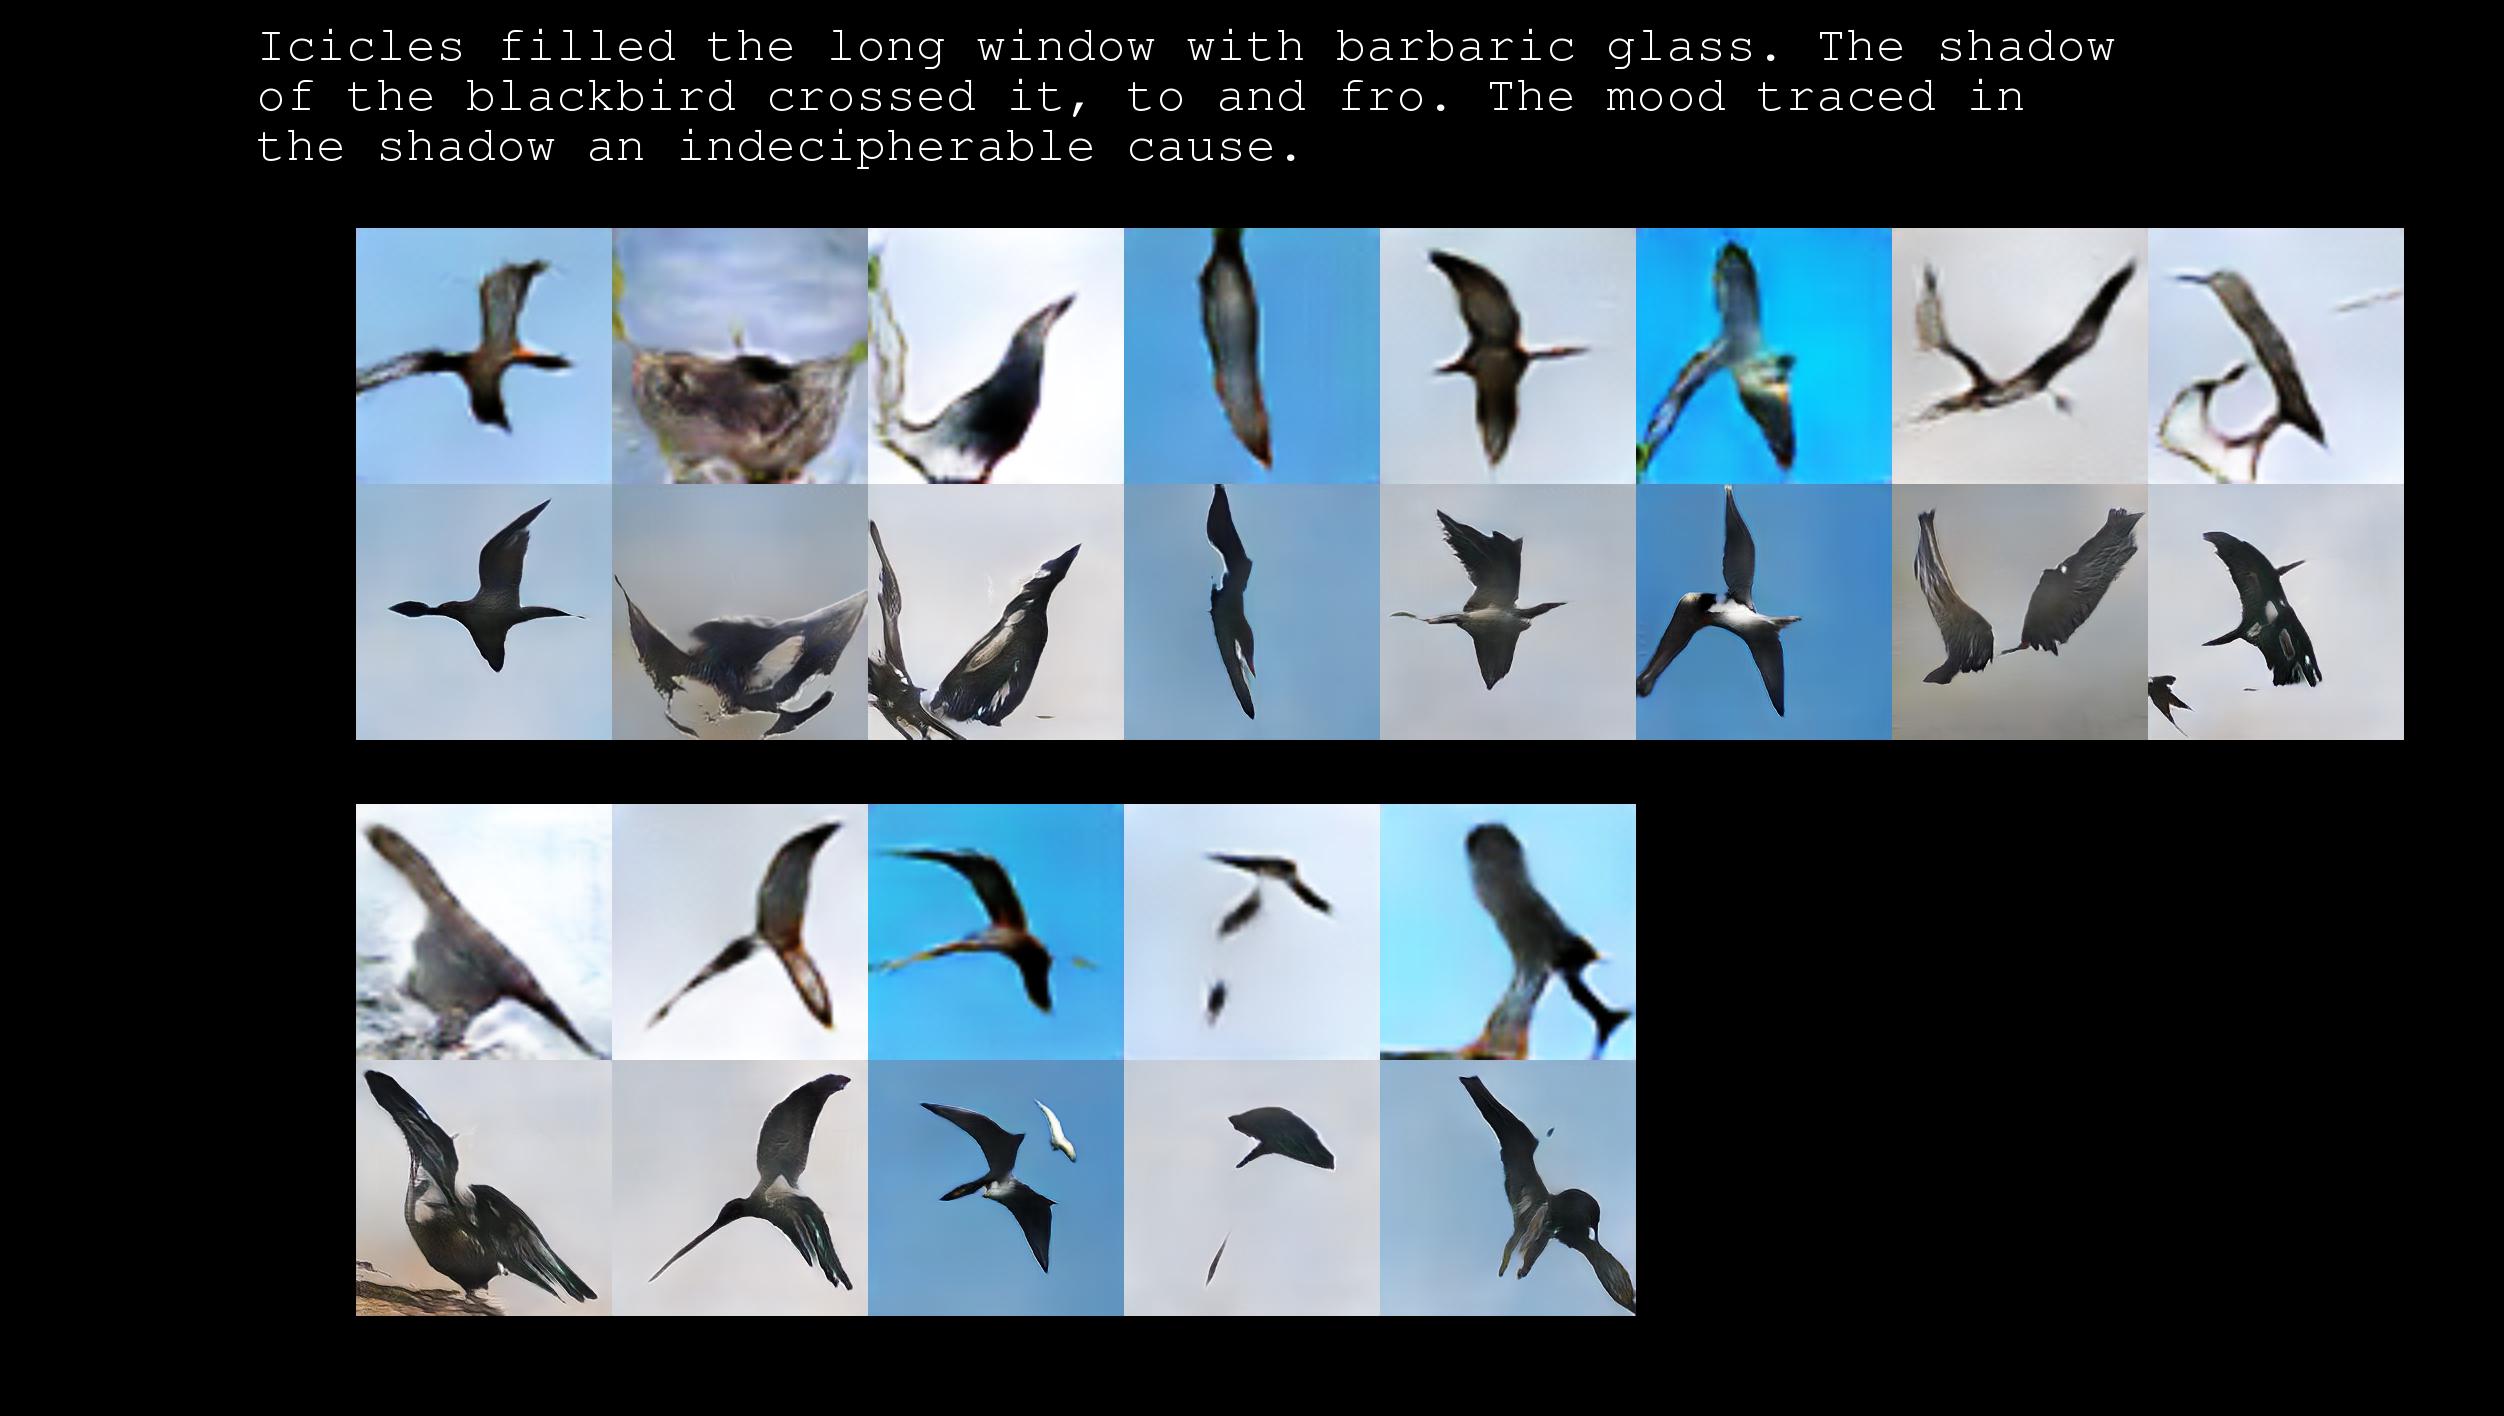 Icicles filled the long window with barbaric glass. The shadow
of the blackbird crossed it, to and fro. The mood traced in
the shadow an indecipherable cause.